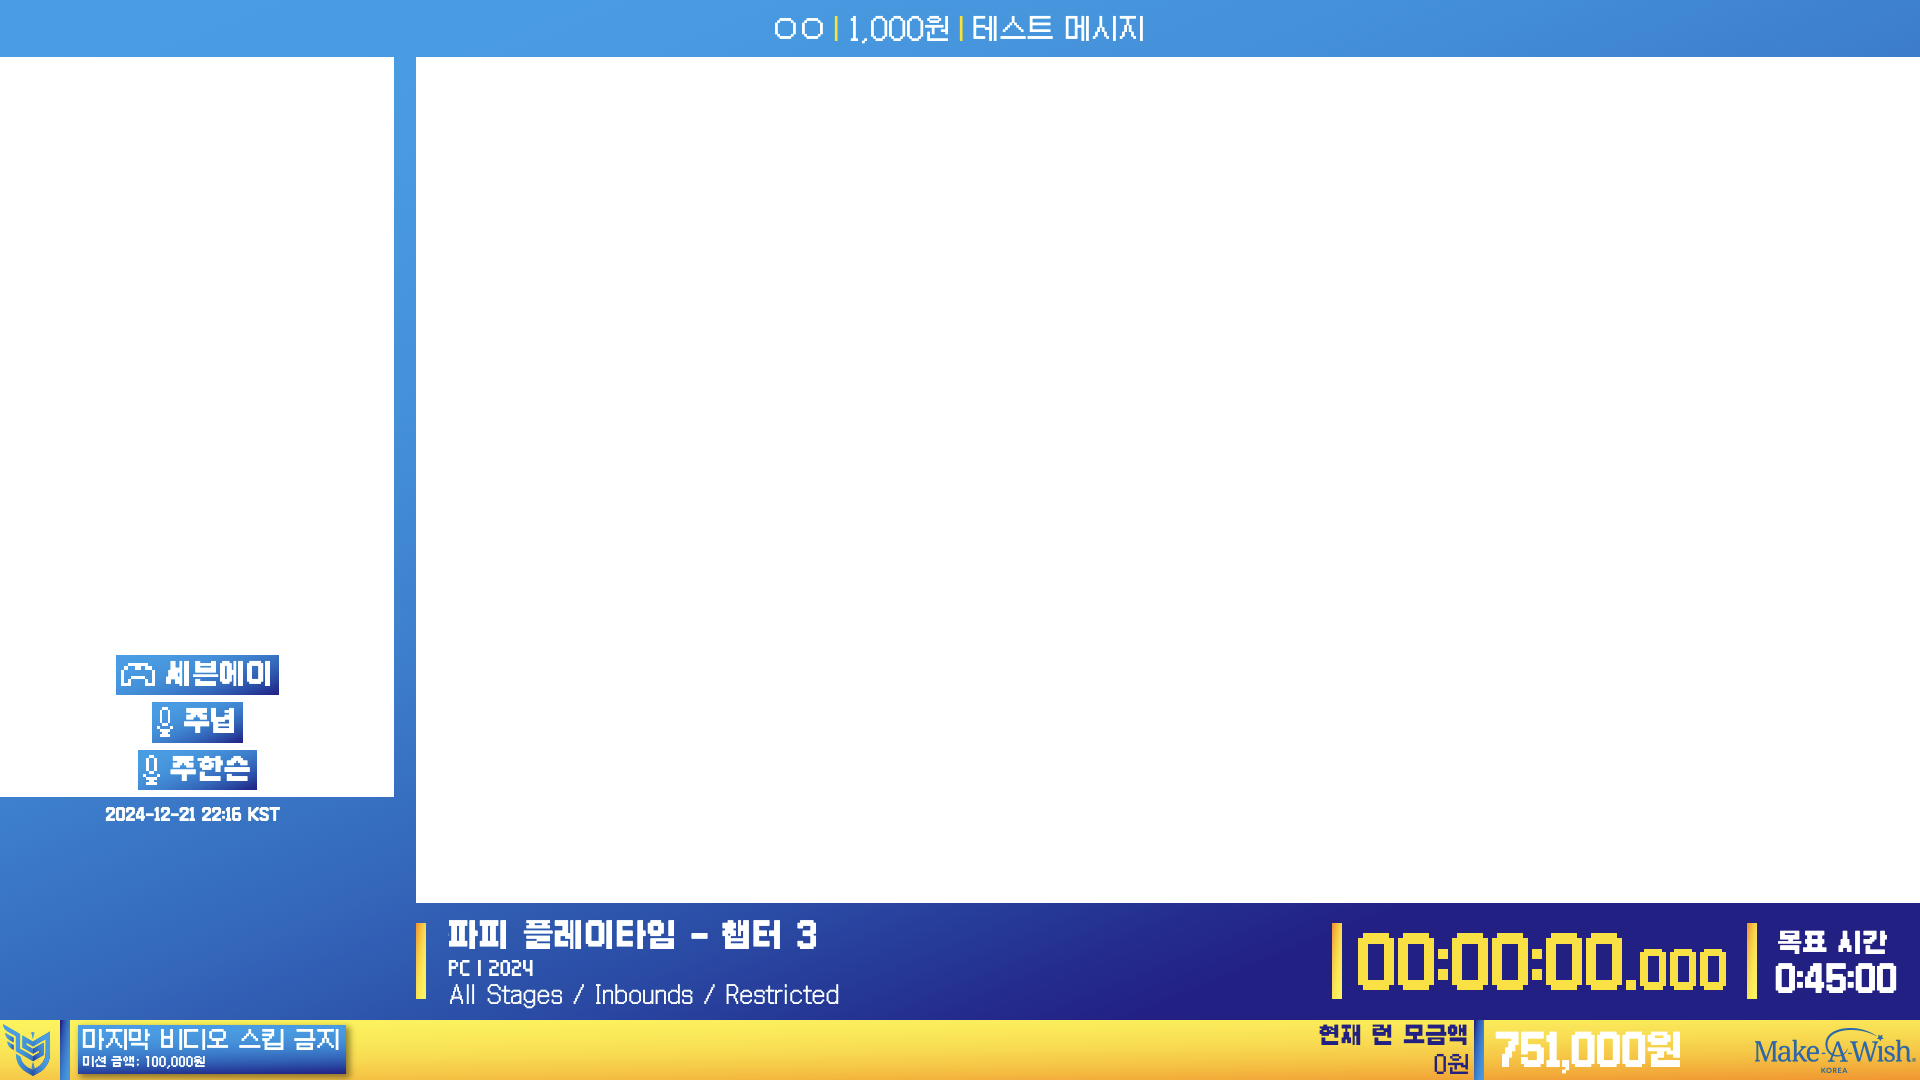 ㅇㅇ | 1,000원 | 테스트 메시지
세븐에이
주넙
주한슨
2024-12-21 22:16 KST
파피 플레이타임 - 챕터 3
PC | 2024
All Stages / Inbounds / Restricted
00:00:00.000
목표 시간
0:45:00
마지막 비디오 스킵 금지
미션 금액: 100,000원
현재 런 모금액
0원
751,000원
Make-A-Wish®
KOREA